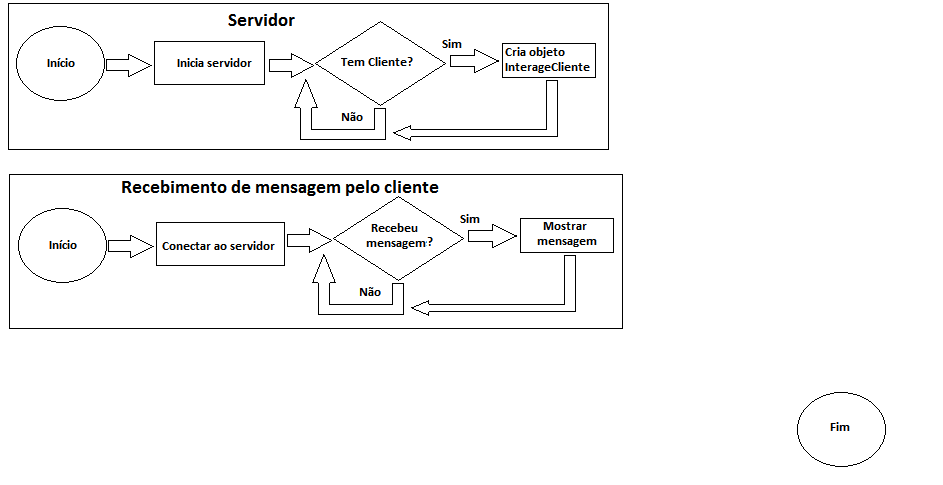 Servidor
Início
Inicia servidor
Tem Cliente?
Sim
Cria objeto
InterageCliente
Não
Recebimento de mensagem pelo cliente
Início
Conectar ao servidor
Recebeu
mensagem?
Sim
Mostrar
mensagem
Não
Fim